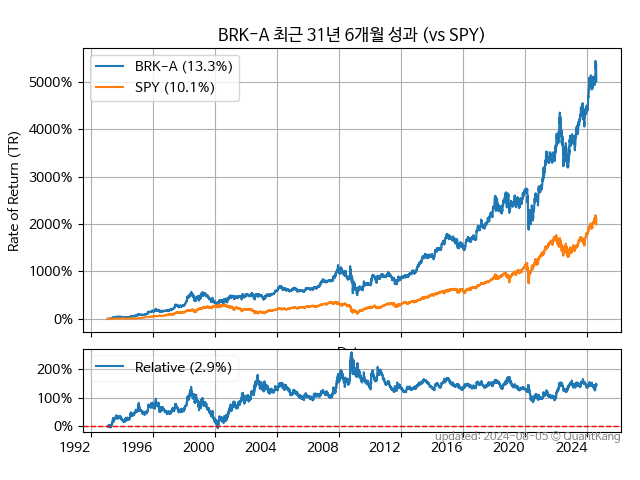 BRK-A 최근 31년 6개월 성과 (vs SPY)
Rate of Return (TR)
5000%
4000%
3000%
2000%
1000%
0%
BRK-A (13.3%)
SPY (10.1%)
200%
100%
0%
Relative (2.9%)
1992 1996 2000 2004 2008 2012 2016 2020 2024
updated: 2024-08-05 © QuantKang